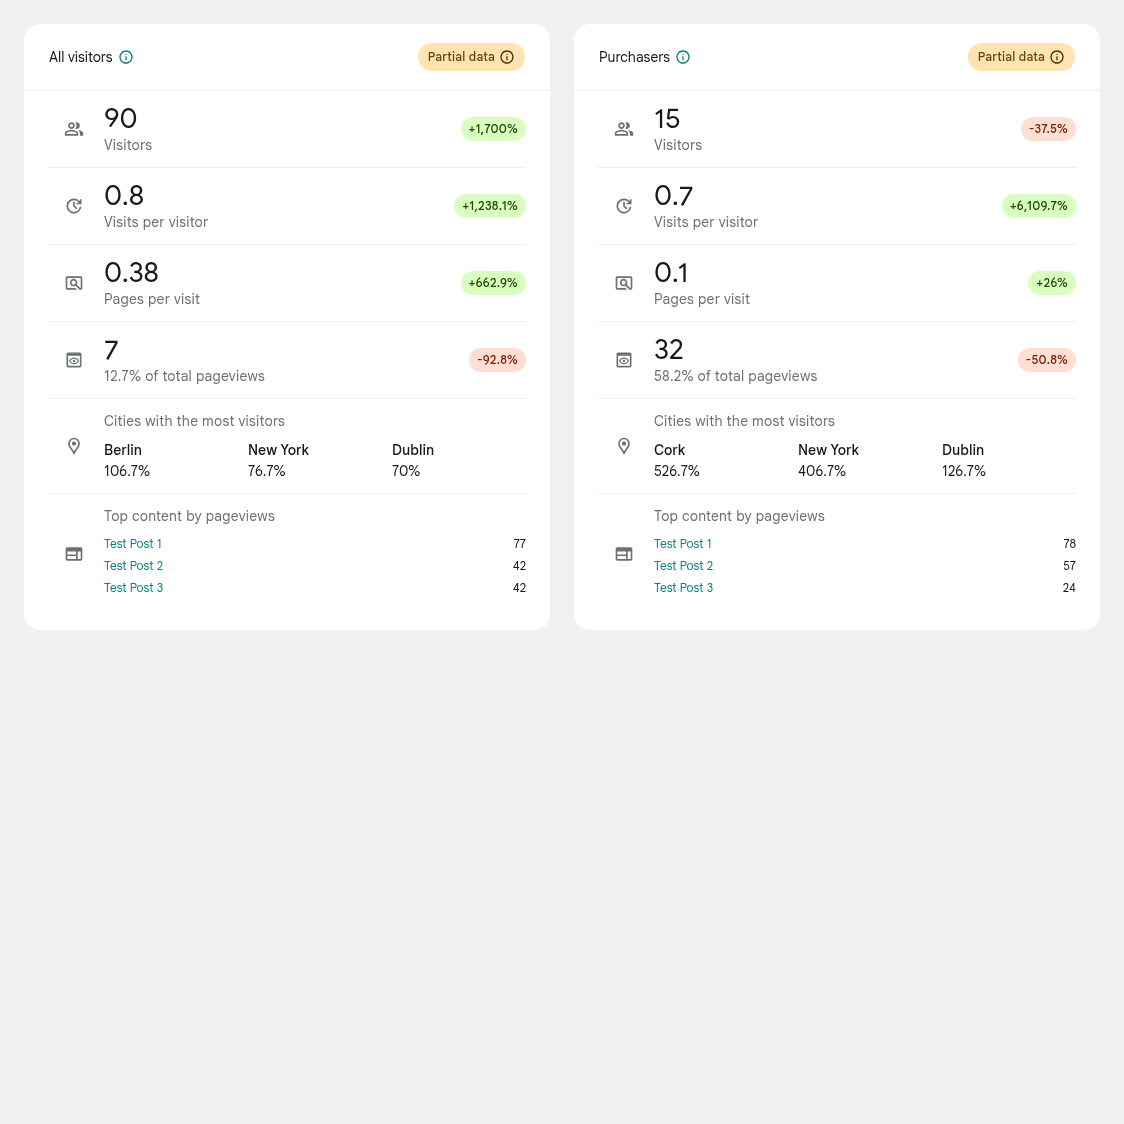 All visitors
Partial data
90
Visitors
+1,700%
0.8
Visits per visitor
+1,238.1%
0.38
Pages per visit
+662.9%
7
12.7% of total pageviews
-92.8%
Cities with the most visitors
Berlin New York Dublin
106.7% 76.7% 70%
Top content by pageviews
Test Post 1 77
Test Post 2 42
Test Post 3 42
Purchasers
Partial data
15
Visitors
-37.5%
0.7
Visits per visitor
+6,109.7%
0.1
Pages per visit
+26%
32
58.2% of total pageviews
-50.8%
Cities with the most visitors
Cork New York Dublin
526.7% 406.7% 126.7%
Top content by pageviews
Test Post 1 78
Test Post 2 57
Test Post 3 24